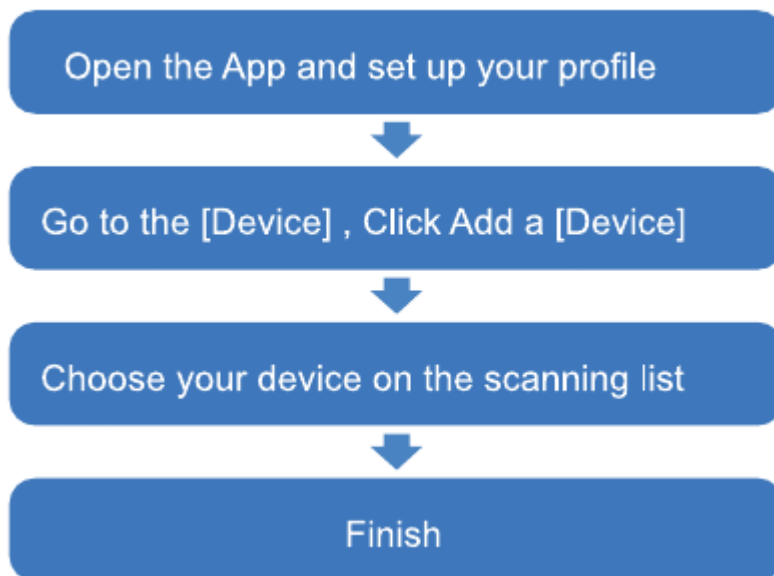 Open the App and set up your profile
Go to the [Device] , Click Add a [Device]
Choose your device on the scanning list
Finish